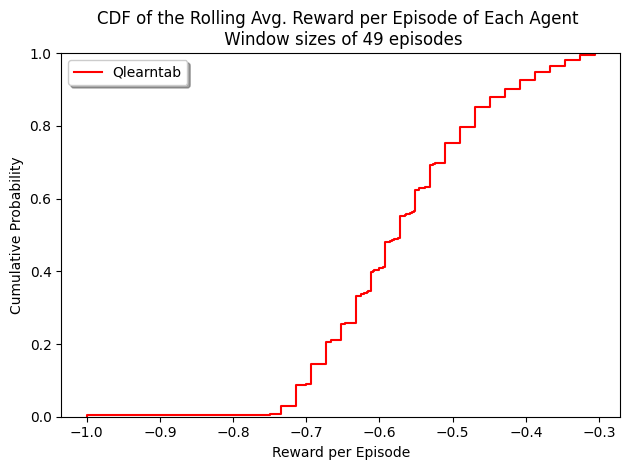 CDF of the Rolling Avg. Reward per Episode of Each Agent
Window sizes of 49 episodes
Qlearntab
Cumulative Probability
1.0
0.8
0.6
0.4
0.2
0.0
−1.0 −0.9 −0.8 −0.7 −0.6 −0.5 −0.4 −0.3
Reward per Episode